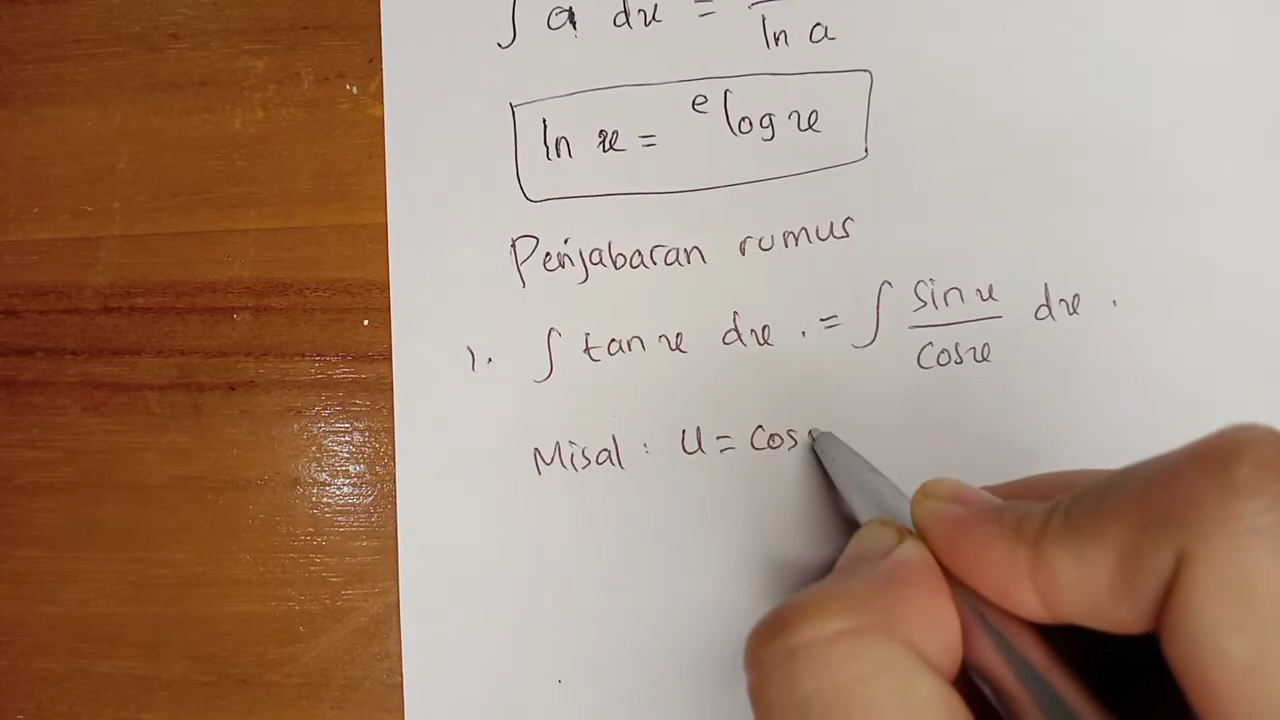 ∫ a dx = — ln a
ln x = ᵉlog x
Penjabaran rumus
1. ∫ tan x dx . = ∫ sin x / cos x dx .
Misal : u = cos